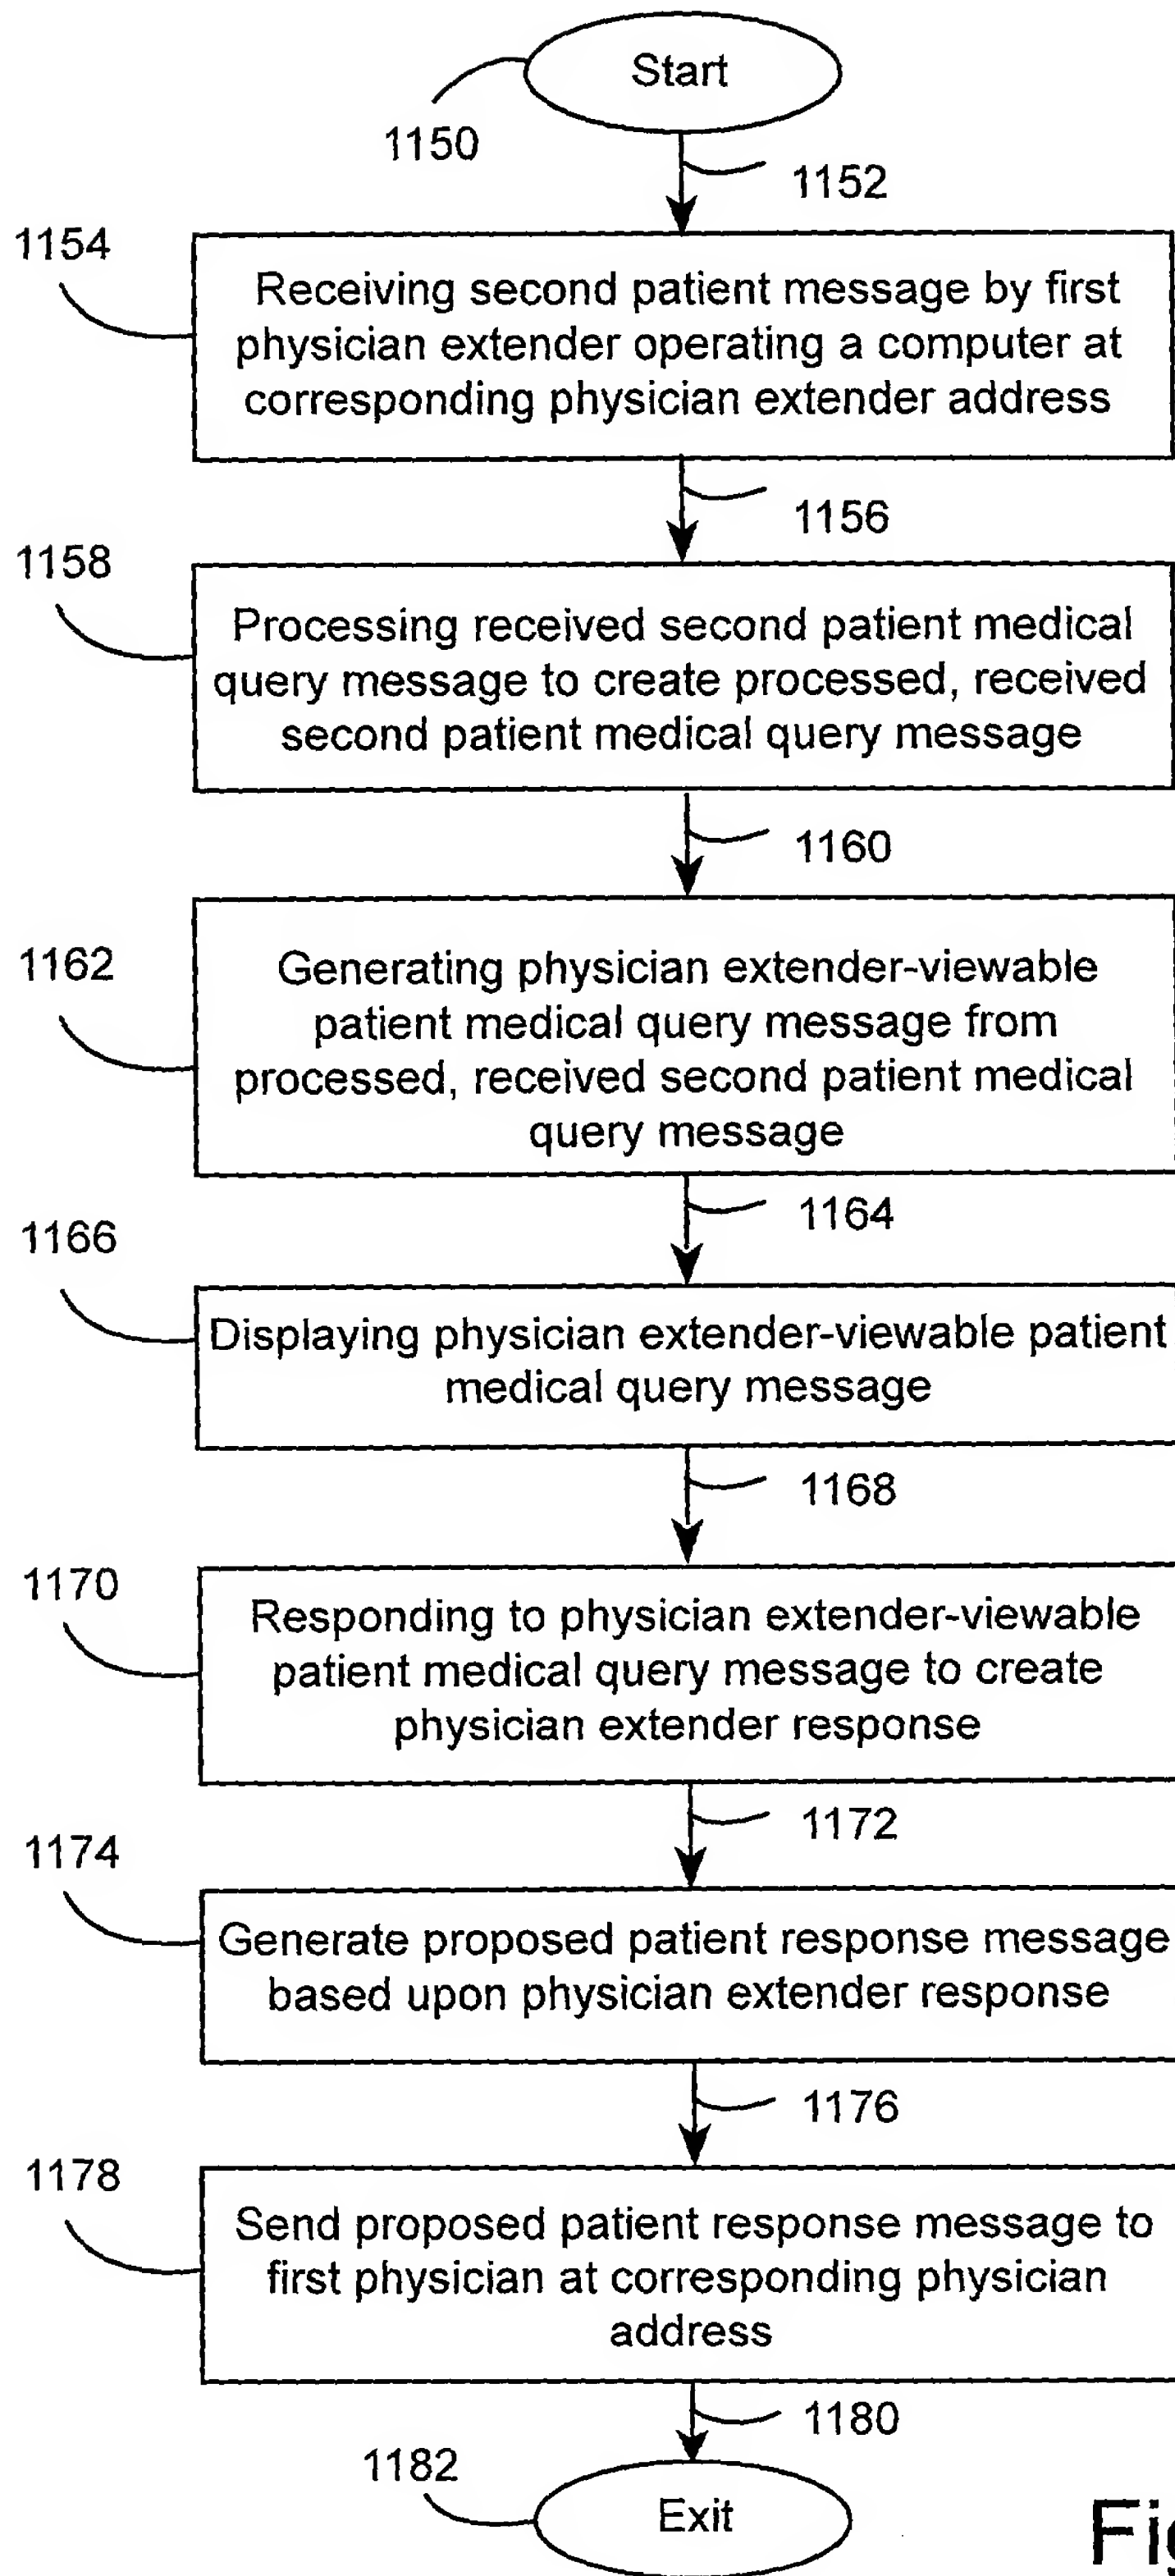 Start
1150
1152
1154
Receiving second patient message by first
physician extender operating a computer at
corresponding physician extender address
1156
1158
Processing received second patient medical
query message to create processed, received
second patient medical query message
1160
1162
Generating physician extender-viewable
patient medical query message from
processed, received second patient medical
query message
1164
1166
Displaying physician extender-viewable patient
medical query message
1168
1170
Responding to physician extender-viewable
patient medical query message to create
physician extender response
1172
1174
Generate proposed patient response message
based upon physician extender response
1176
1178
Send proposed patient response message to
first physician at corresponding physician
address
1180
1182
Exit